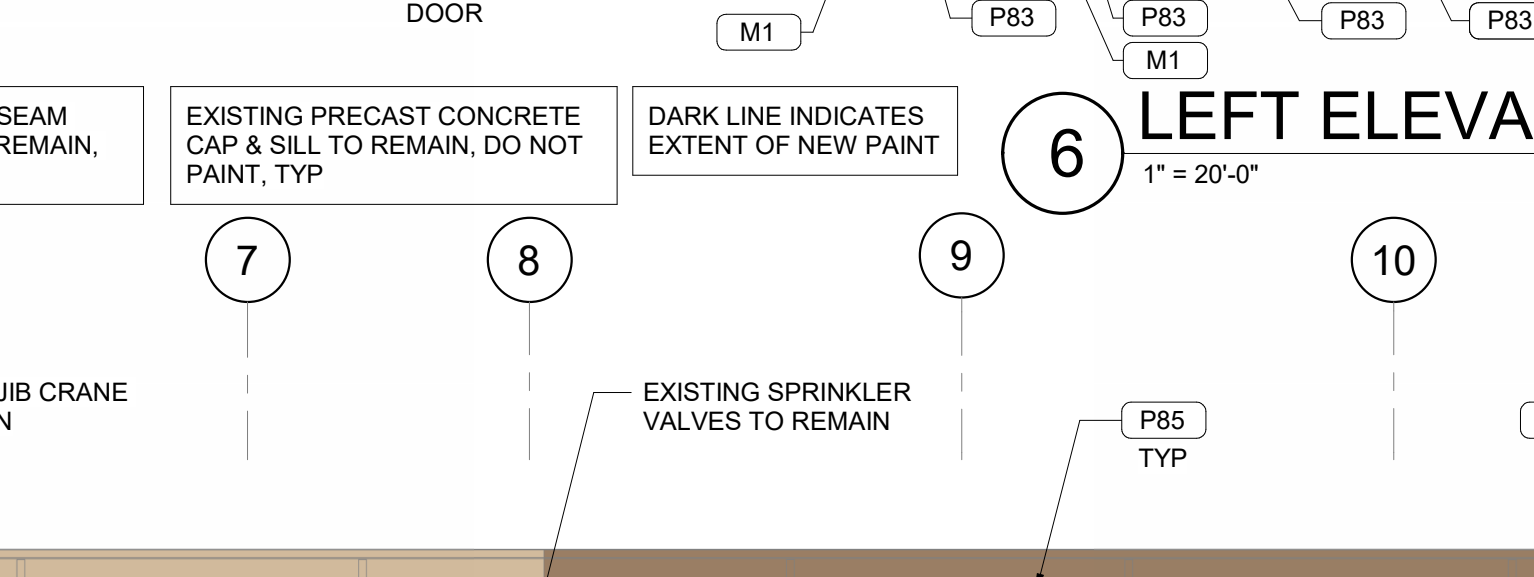 DOOR
M1
P83
P83
P83
P83
M1
SEAM
REMAIN,
EXISTING PRECAST CONCRETE
CAP & SILL TO REMAIN, DO NOT
PAINT, TYP
DARK LINE INDICATES
EXTENT OF NEW PAINT
6
LEFT ELEVA
1" = 20'-0"
7
8
9
10
JIB CRANE
N
EXISTING SPRINKLER
VALVES TO REMAIN
P85
TYP